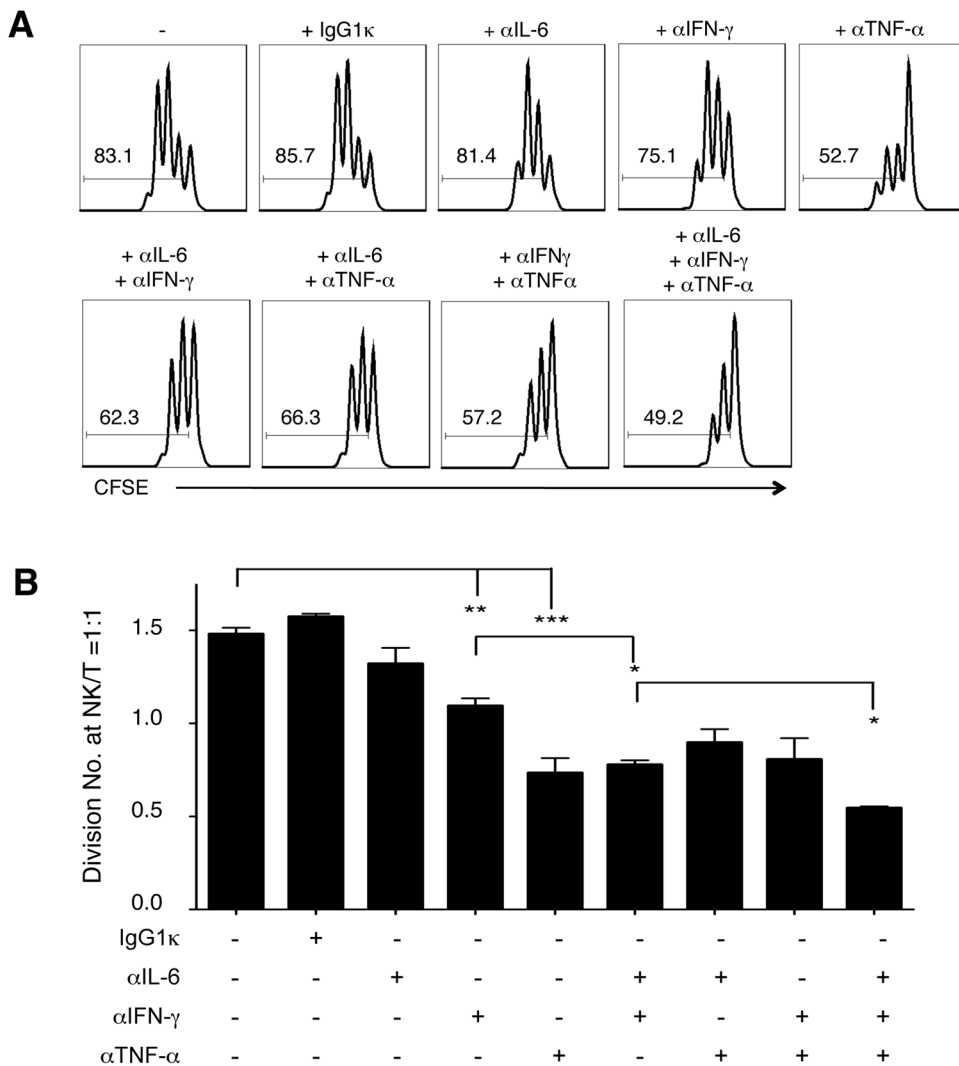 A
- + IgG1κ + αIL-6 + αIFN-γ + αTNF-α
83.1 85.7 81.4 75.1 52.7
+ αIL-6
+ αIFN-γ
+ αIL-6
+ αTNF-α
+ αIFNγ
+ αTNFα
+ αIL-6
+ αIFN-γ
+ αTNF-α
62.3 66.3 57.2 49.2
CFSE
B
Division No. at NK/T =1:1
1.5
1.0
0.5
0.0
**
***
*
*
IgG1κ - + - - - - - - -
αIL-6 - - + - - + + - +
αIFN-γ - - - + - + - + +
αTNF-α - - - - + - + + +